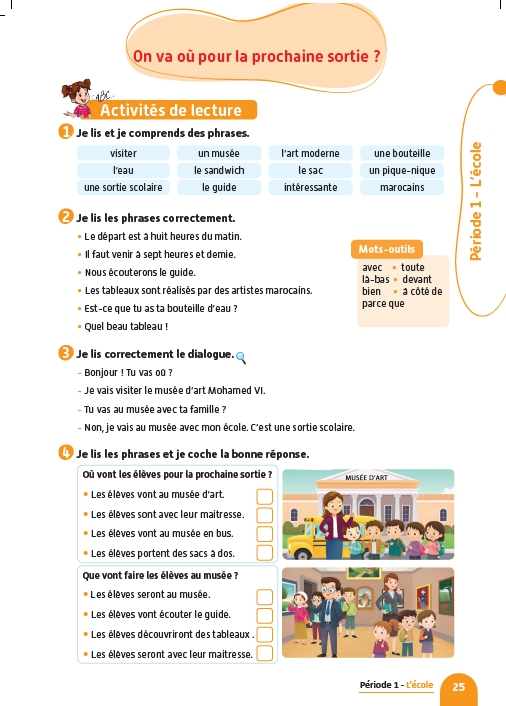 On va où pour la prochaine sortie ?
ABC
Activités de lecture
1 Je lis et je comprends des phrases.
visiter un musée l'art moderne une bouteille
l'eau le sandwich le sac un pique-nique
une sortie scolaire le guide intéressante marocains
2 Je lis les phrases correctement.
• Le départ est à huit heures du matin.
• Il faut venir à sept heures et demie.
• Nous écouterons le guide.
• Les tableaux sont réalisés par des artistes marocains.
• Est-ce que tu as ta bouteille d'eau ?
• Quel beau tableau !
Mots-outils
avec • toute
là-bas • devant
bien • à côté de
parce que
3 Je lis correctement le dialogue.
- Bonjour ! Tu vas où ?
- Je vais visiter le musée d'art Mohamed VI.
- Tu vas au musée avec ta famille ?
- Non, je vais au musée avec mon école. C'est une sortie scolaire.
4 Je lis les phrases et je coche la bonne réponse.
Où vont les élèves pour la prochaine sortie ?
• Les élèves vont au musée d'art.
• Les élèves sont avec leur maitresse.
• Les élèves vont au musée en bus.
• Les élèves portent des sacs à dos.
MUSÉE D'ART
Que vont faire les élèves au musée ?
• Les élèves seront au musée.
• Les élèves vont écouter le guide.
• Les élèves découvriront des tableaux .
• Les élèves seront avec leur maitresse.
Période 1 - L'école
Période 1 - L'école
25